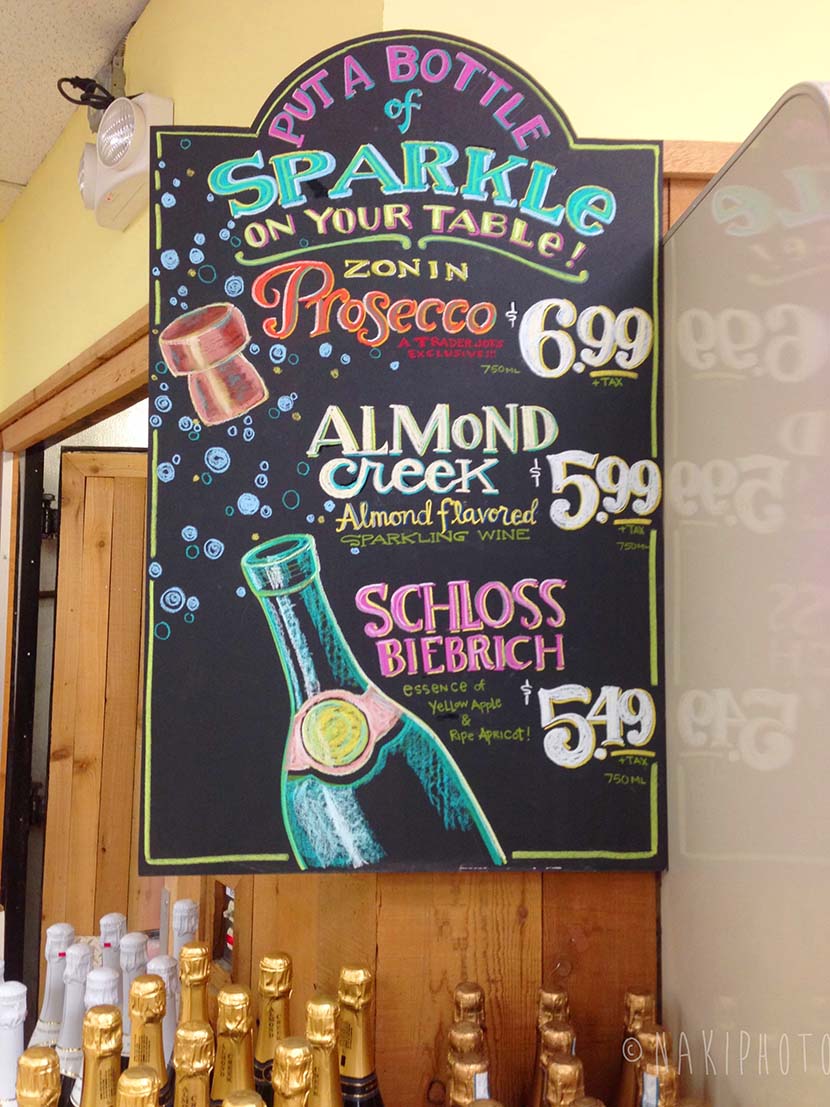 PUT A BOTTLE
of
SPARKLE
ON YOUR TABLE!
ZONIN
Prosecco
A TRADER JOE'S
EXCLUSIVE!!!
$6.99
750ML
+ TAX
ALMOND
creek
$5.99
Almond flavored
SPARKLING WINE
+ TAX
750ML
SCHLOSS
BIEBRICH
essence of
Yellow Apple
&
Ripe Apricot!
$5.49
+ TAX
750ML
© NAKIPHOTO